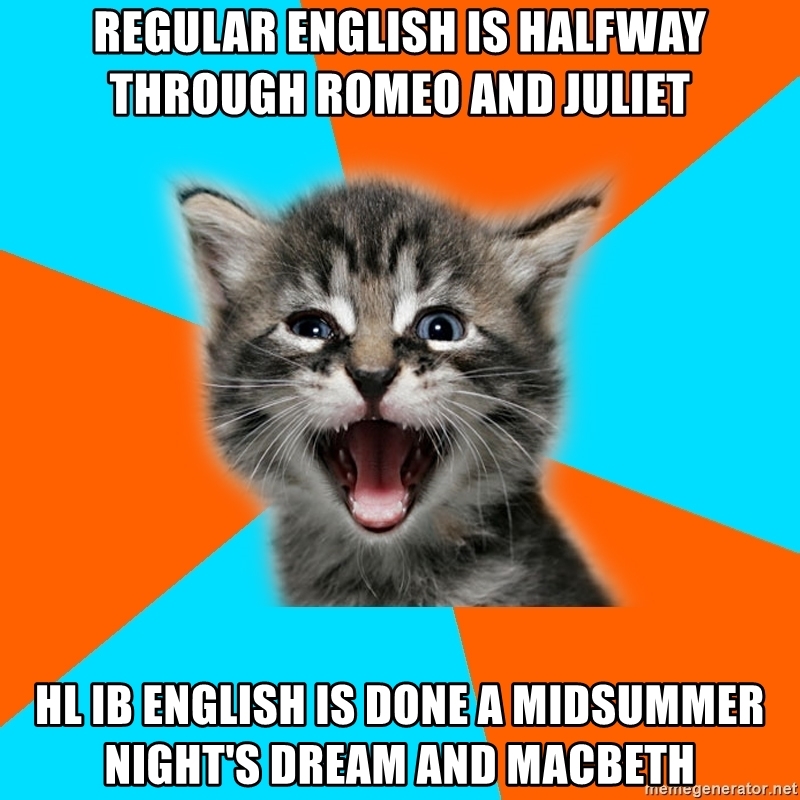 REGULAR ENGLISH IS HALFWAY
THROUGH ROMEO AND JULIET
HL IB ENGLISH IS DONE A MIDSUMMER
NIGHT'S DREAM AND MACBETH
memegenerator.net